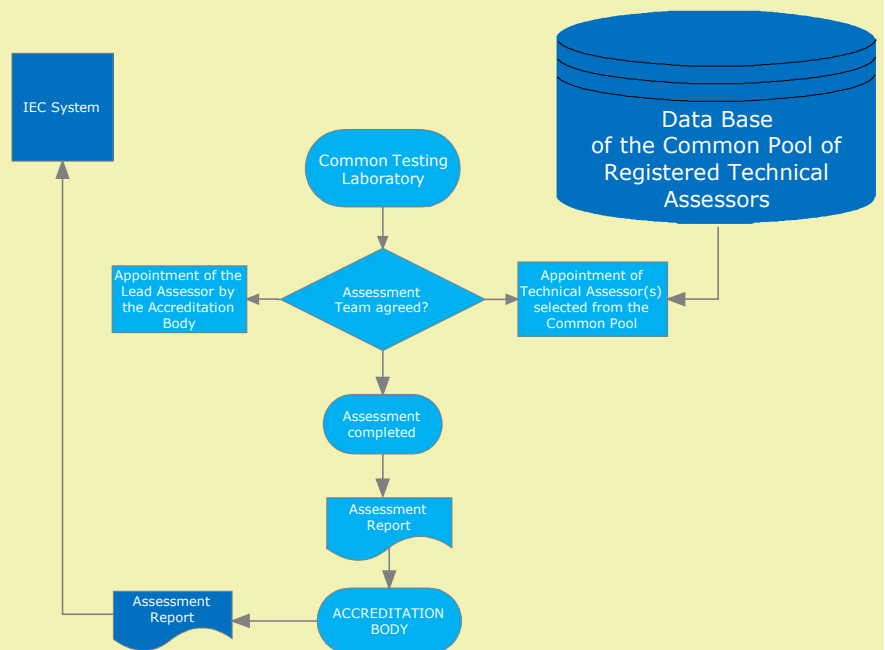 IEC System
Data Base
of the Common Pool of
Registered Technical
Assessors
Common Testing
Laboratory
Appointment of the
Lead Assessor by
the Accreditation
Body
Assessment
Team agreed?
Appointment of
Technical Assessor(s)
selected from the
Common Pool
Assessment
completed
Assessment
Report
Assessment
Report
ACCREDITATION
BODY